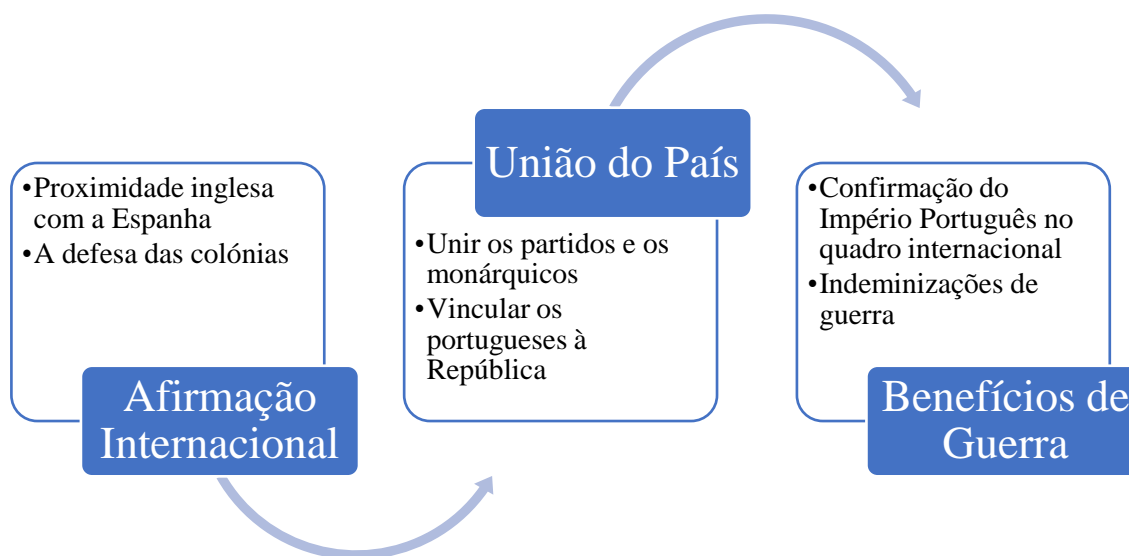 •Proximidade inglesa
com a Espanha
•A defesa das colónias
Afirmação
Internacional
União do País
•Unir os partidos e os
monárquicos
•Vincular os
portugueses à
República
•Confirmação do
Império Português no
quadro internacional
•Indeminizações de
guerra
Benefícios de
Guerra